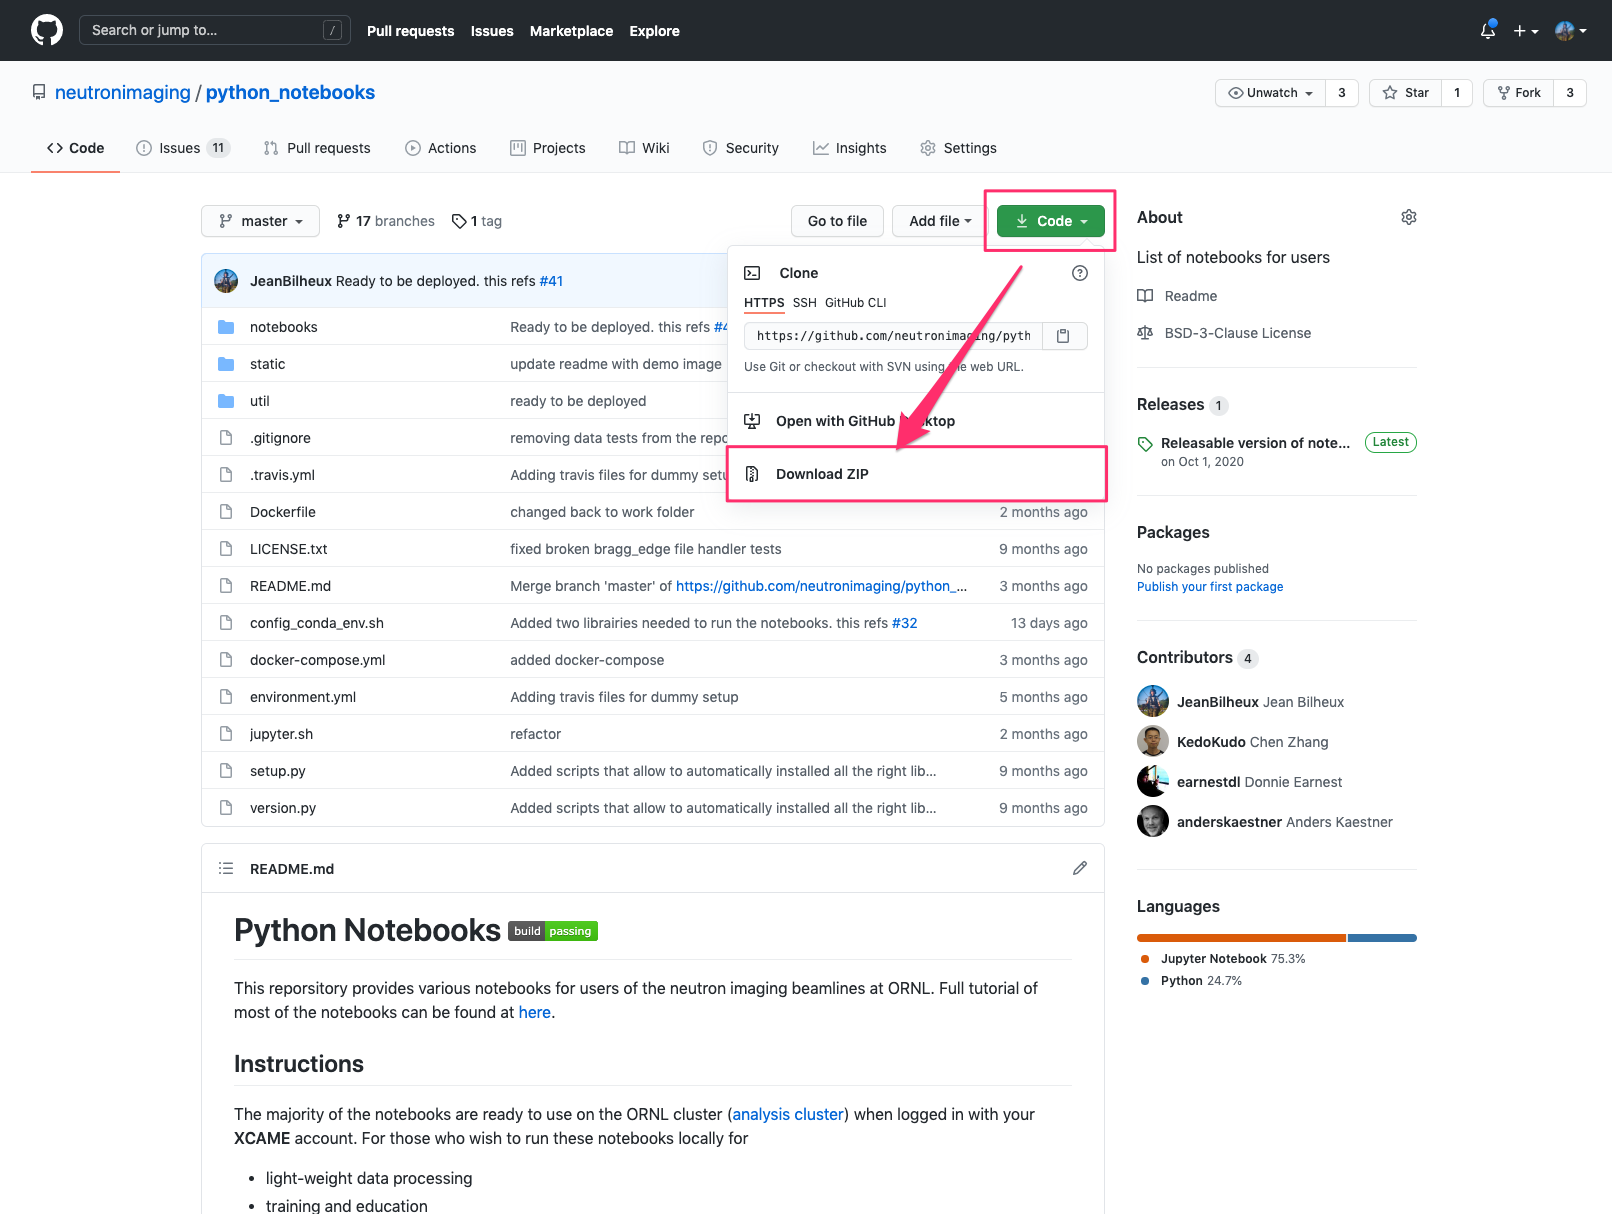 Search or jump to... /
Pull requests Issues Marketplace Explore
neutronimaging / python_notebooks
Unwatch 3 Star 1 Fork 3
Code Issues 11 Pull requests Actions Projects Wiki Security Insights Settings
master 17 branches 1 tag
Go to file Add file Code
JeanBilheux Ready to be deployed. this refs #41
notebooks Ready to be deployed. this refs
static update readme with demo image
util ready to be deployed
.gitignore removing data tests from the repo
.travis.yml Adding travis files for dummy
Dockerfile changed back to work folder 2 months ago
LICENSE.txt fixed broken bragg_edge file handler tests 9 months ago
README.md Merge branch 'master' of https://github.com/neutronimaging/python_... 3 months ago
config_conda_env.sh Added two librairies needed to run the notebooks. this refs #32 13 days ago
docker-compose.yml added docker-compose 3 months ago
environment.yml Adding travis files for dummy setup 5 months ago
jupyter.sh refactor 2 months ago
setup.py Added scripts that allow to automatically installed all the right lib... 9 months ago
version.py Added scripts that allow to automatically installed all the right lib... 9 months ago
Clone ?
HTTPS SSH GitHub CLI
https://github.com/neutronimaging/pyth
Use Git or checkout with SVN using web URL.
Open with GitHub
Download ZIP
README.md
Python Notebooks build passing
This reporsitory provides various notebooks for users of the neutron imaging beamlines at ORNL. Full tutorial of
most of the notebooks can be found at here.
Instructions
The majority of the notebooks are ready to use on the ORNL cluster (analysis cluster) when logged in with your
XCAME account. For those who wish to run these notebooks locally for
• light-weight data processing
• training and education
About
List of notebooks for users
Readme
BSD-3-Clause License
Releases 1
Releasable version of note... Latest
on Oct 1, 2020
Packages
No packages published
Publish your first package
Contributors 4
JeanBilheux Jean Bilheux
KedoKudo Chen Zhang
earnestdl Donnie Earnest
anderskaestner Anders Kaestner
Languages
Jupyter Notebook 75.3%
Python 24.7%